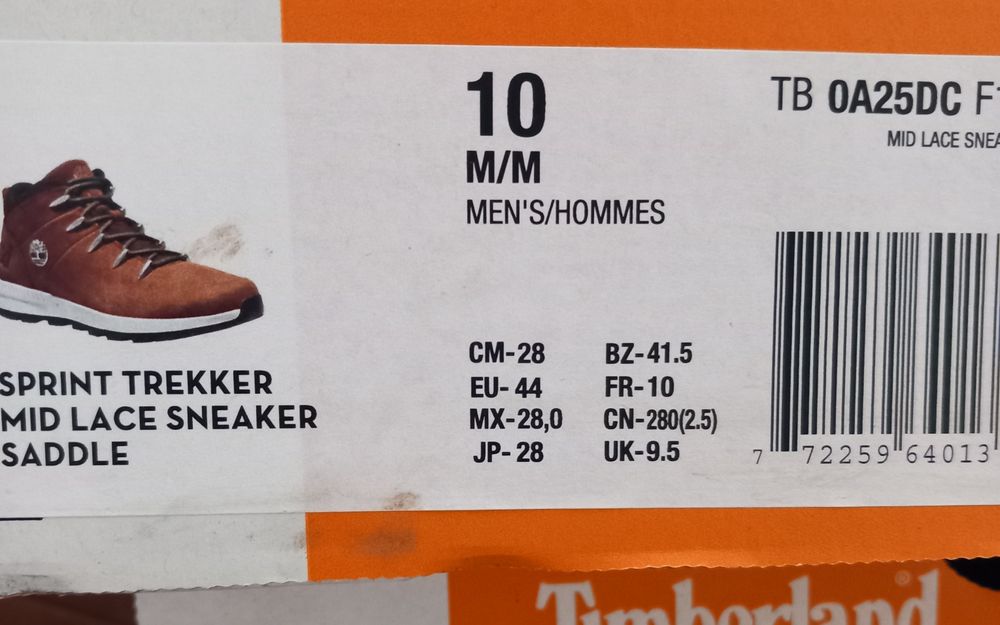 SPRINT TREKKER
MID LACE SNEAKER
SADDLE
10
M/M
MEN'S/HOMMES
CM-28 BZ-41.5
EU-44 FR-10
MX-28,0 CN-280(2.5)
JP-28 UK-9.5
TB 0A25DC
MID LACE
7 72259 64013
Timberland®